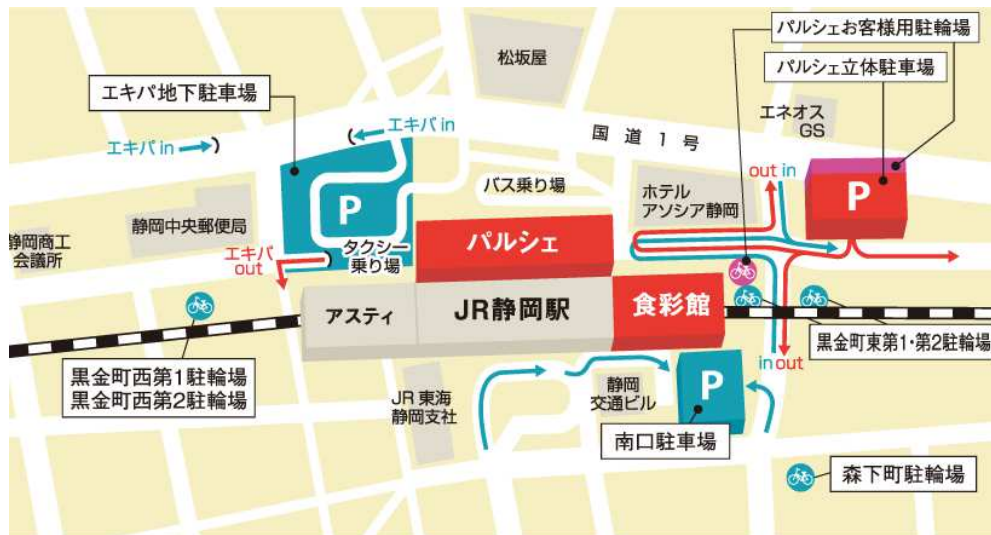 パルシェお客様用駐輪場
松坂屋
パルシェ立体駐車場
エキパ地下駐車場
エネオス
GS
エキパ in
エキパ in
国道1号
out in
P
P
バス乗り場
ホテル
アソシア静岡
静岡中央郵便局
静岡商工
会議所
パルシェ
エキパ
out
タクシー
乗り場
アスティ
JR静岡駅
食彩館
黒金町東第1・第2駐輪場
in out
黒金町西第1駐輪場
黒金町西第2駐輪場
JR東海
静岡支社
静岡
交通ビル
P
南口駐車場
森下町駐輪場